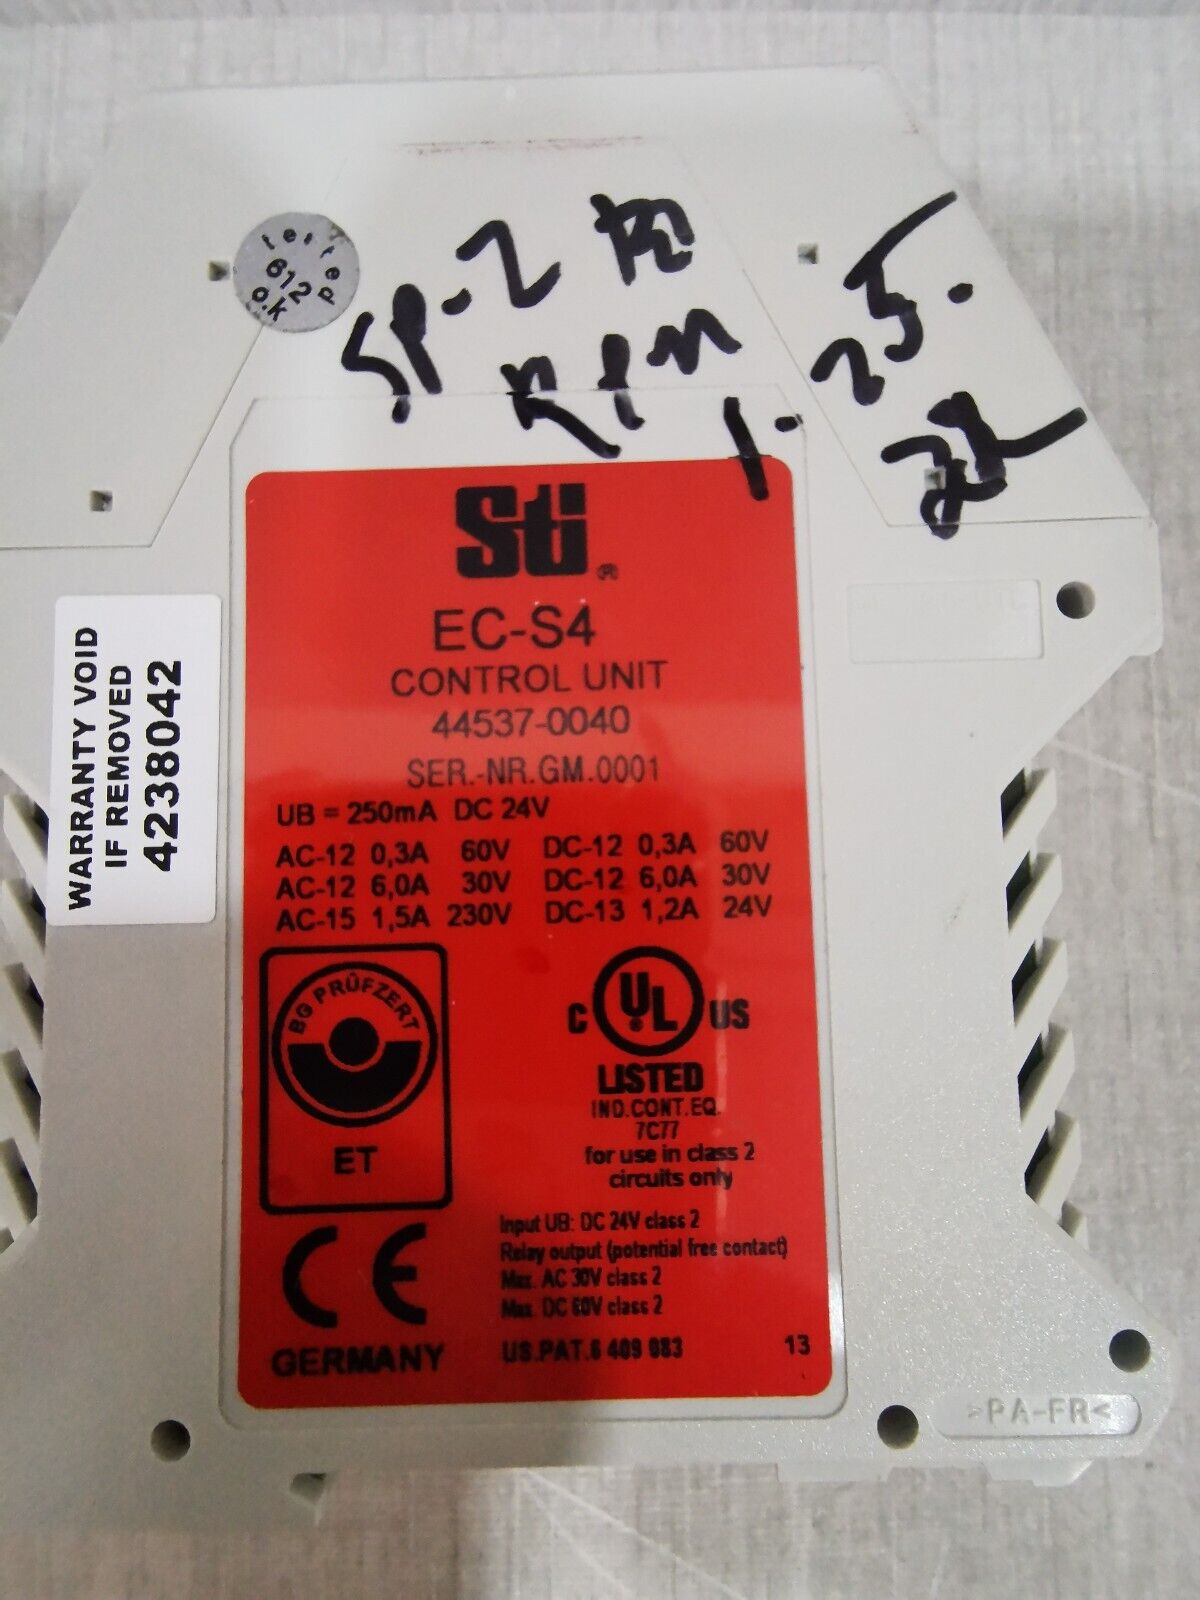 tested
612
o.k
SP-2
RPM
1-25.
22
WARRANTY VOID
IF REMOVED
4238042
Sti®
EC-S4
CONTROL UNIT
44537-0040
SER.-NR.GM.0001
UB = 250mA DC 24V
AC-12 0,3A 60V DC-12 0,3A 60V
AC-12 6,0A 30V DC-12 6,0A 30V
AC-15 1,5A 230V DC-13 1,2A 24V
BG PRÜFZERT
ET
C UL® US
LISTED
IND.CONT.EQ.
7C77
for use in class 2
circuits only
CE
Input UB: DC 24V class 2
Relay output (potential free contact)
Max. AC 30V class 2
Max. DC 60V class 2
GERMANY
US.PAT.6 409 083 13
>PA-FR<